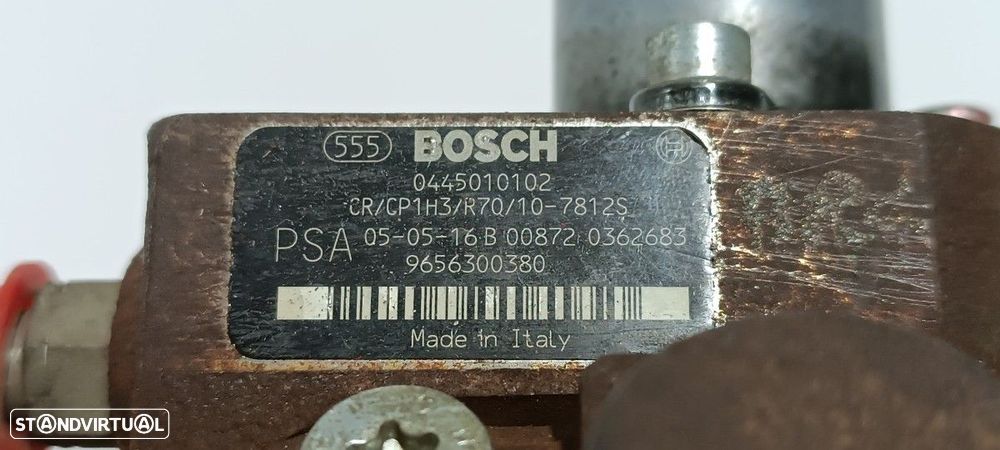 555 BOSCH
0445010102
CR/CP1H3/R70/10-7812S
PSA 05-05-16 B 00872 0362683
9656300380
Made in Italy
STANDVIRTUAL